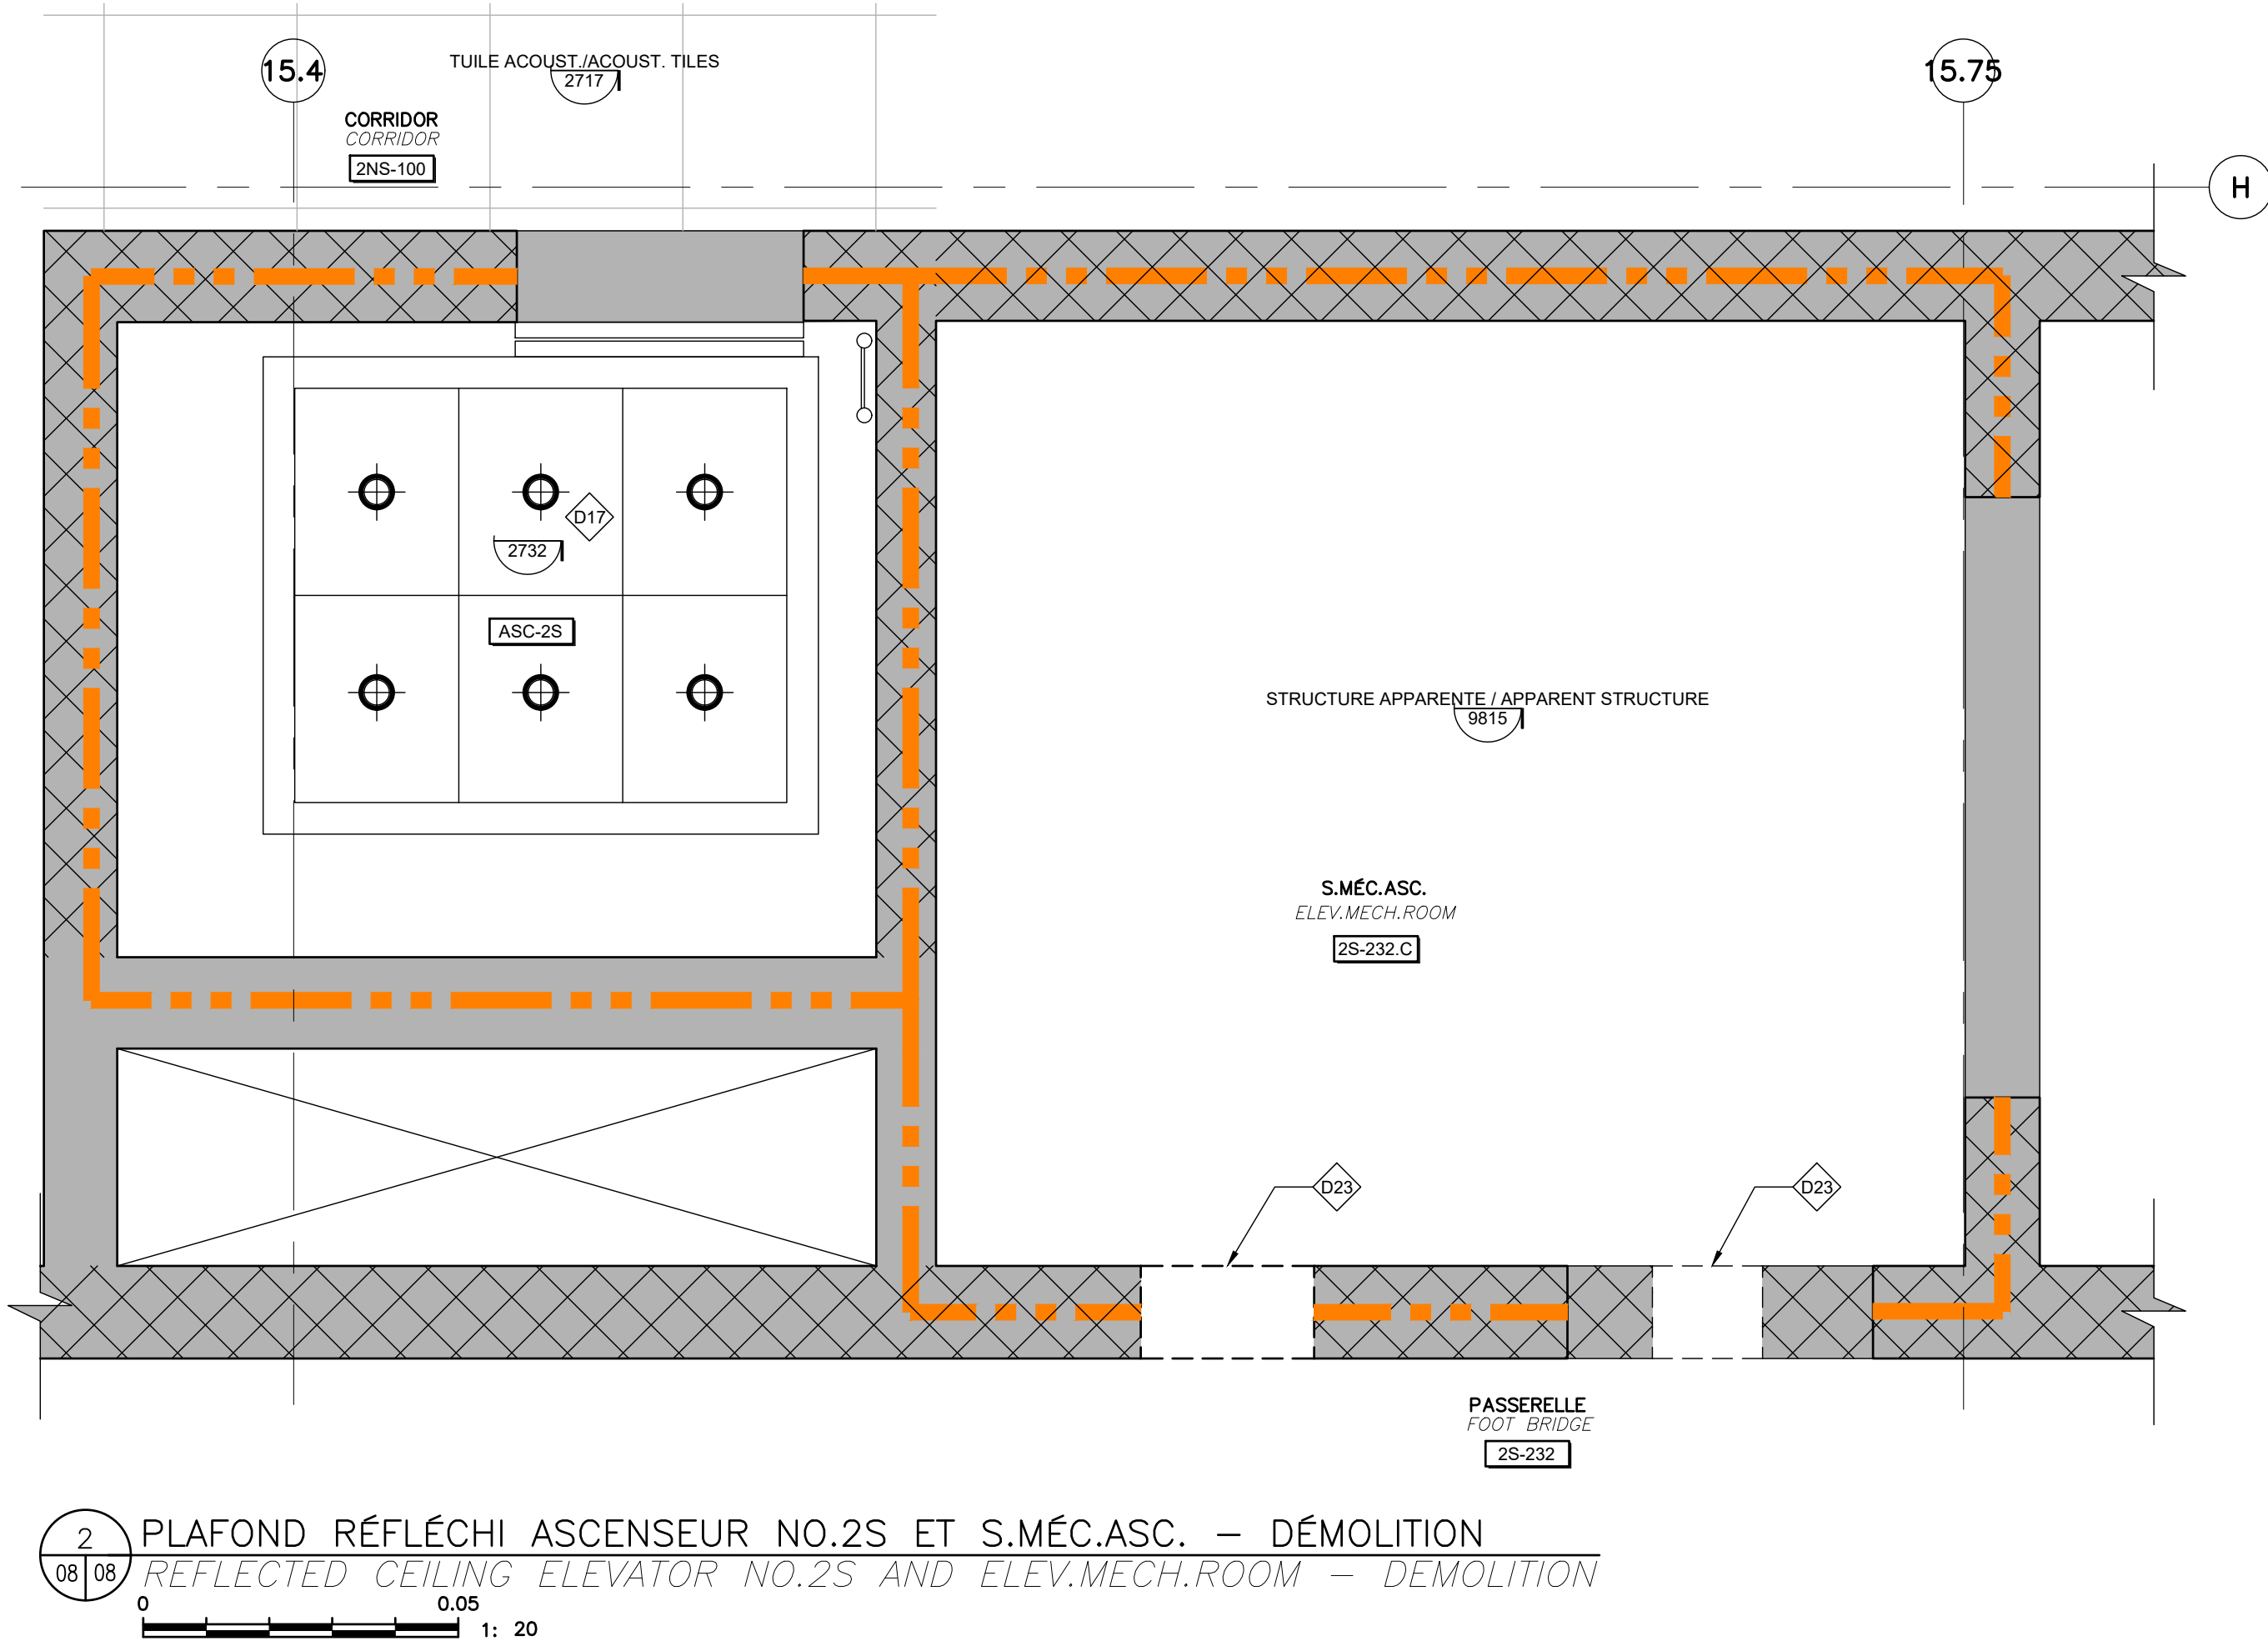 15.4
TUILE ACOUST./ACOUST. TILES
2717
15.75
CORRIDOR
CORRIDOR
2NS-100
H
D17
2732
ASC-2S
STRUCTURE APPARENTE / APPARENT STRUCTURE
9815
S.MÉC.ASC.
ELEV.MECH.ROOM
2S-232.C
D23
D23
PASSERELLE
FOOT BRIDGE
2S-232
2
08 08
PLAFOND RÉFLÉCHI ASCENSEUR NO.2S ET S.MÉC.ASC. – DÉMOLITION
REFLECTED CEILING ELEVATOR NO.2S AND ELEV.MECH.ROOM – DEMOLITION
0 0.05
1: 20